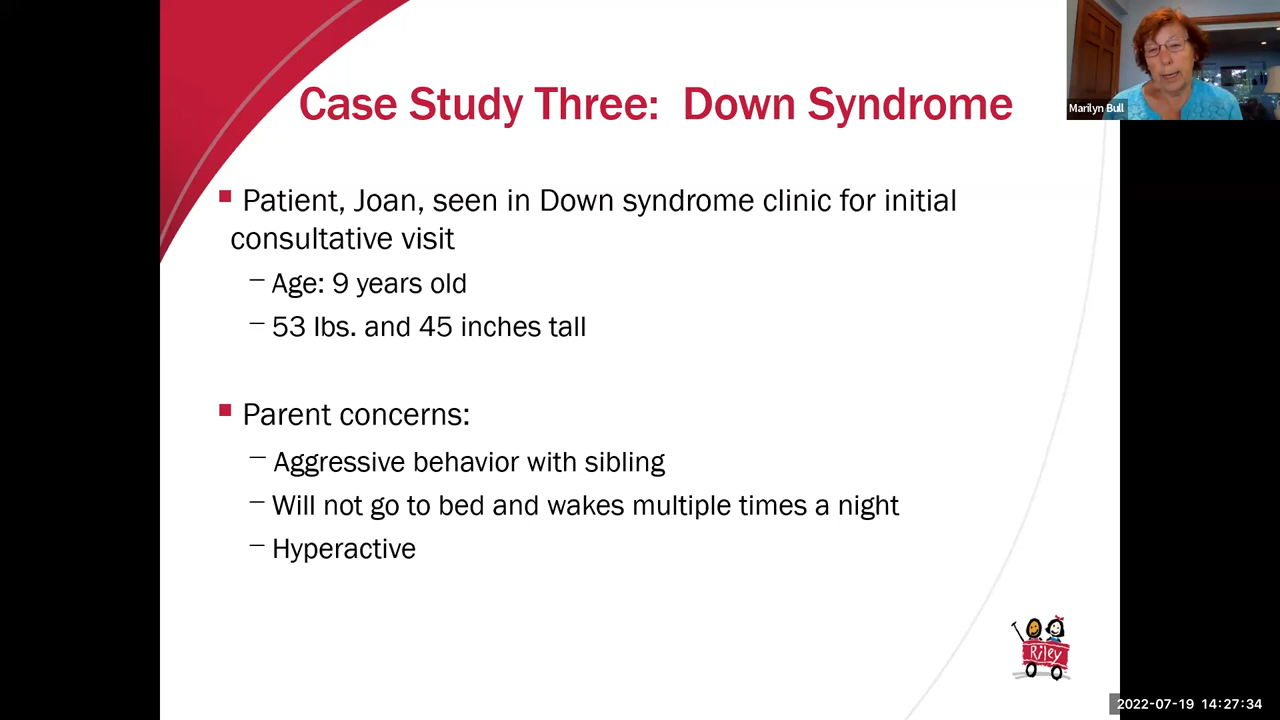 Case Study Three: Down Syndrome
Marilyn Bull
Patient, Joan, seen in Down syndrome clinic for initial
consultative visit
– Age: 9 years old
– 53 lbs. and 45 inches tall
Parent concerns:
– Aggressive behavior with sibling
– Will not go to bed and wakes multiple times a night
– Hyperactive
Riley
2022-07-19 14:27:34